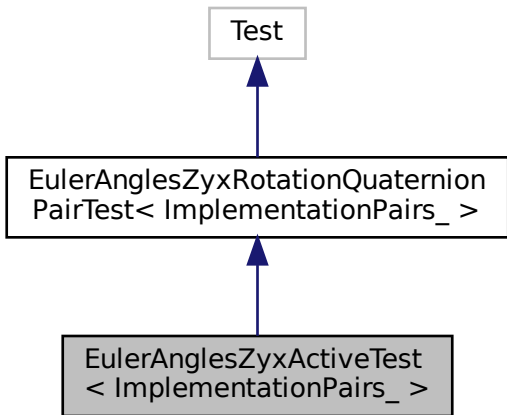 Test
EulerAnglesZyxRotationQuaternion
PairTest< ImplementationPairs_ >
EulerAnglesZyxActiveTest
< ImplementationPairs_ >